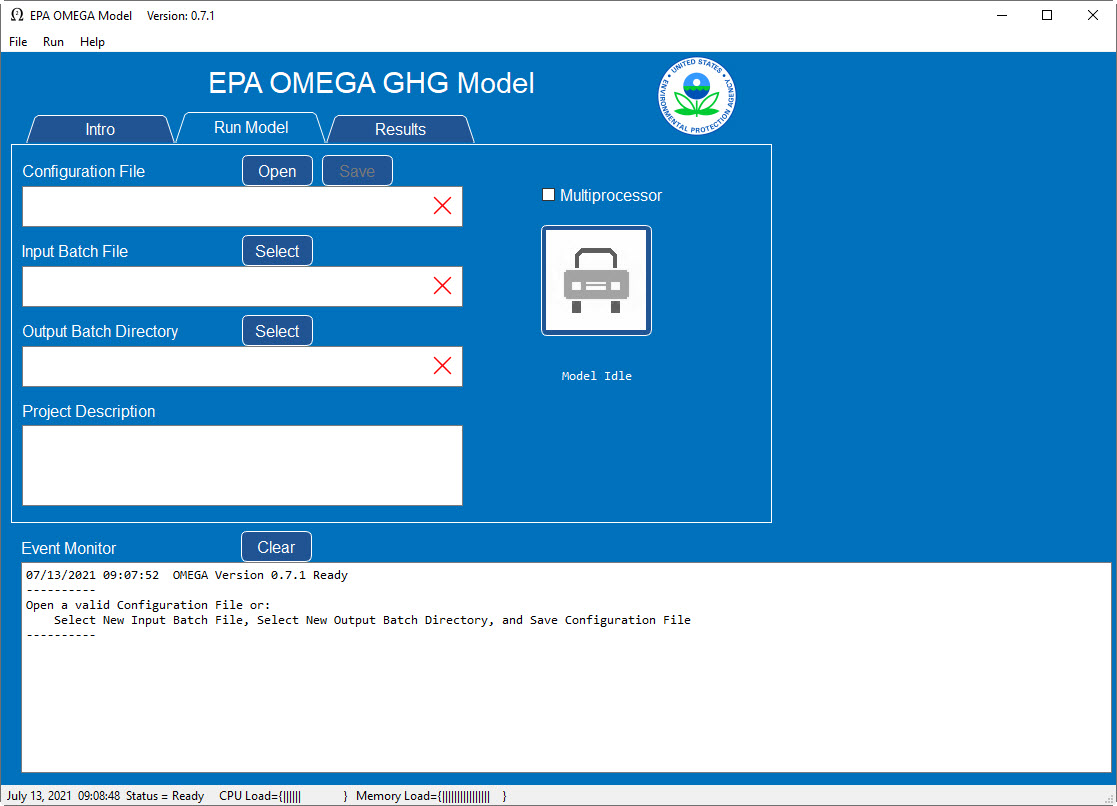 EPA OMEGA Model Version: 0.7.1
File Run Help
EPA OMEGA GHG Model
UNITED STATES
ENVIRONMENTAL PROTECTION AGENCY
Intro Run Model Results
Configuration File Open Save
Multiprocessor
Input Batch File Select
Output Batch Directory Select
Model Idle
Project Description
Event Monitor Clear
07/13/2021 09:07:52  OMEGA Version 0.7.1 Ready
----------
Open a valid Configuration File or:
    Select New Input Batch File, Select New Output Batch Directory, and Save Configuration File
----------
July 13, 2021 09:08:48 Status = Ready CPU Load={|||||| } Memory Load={|||||||||||||||| }